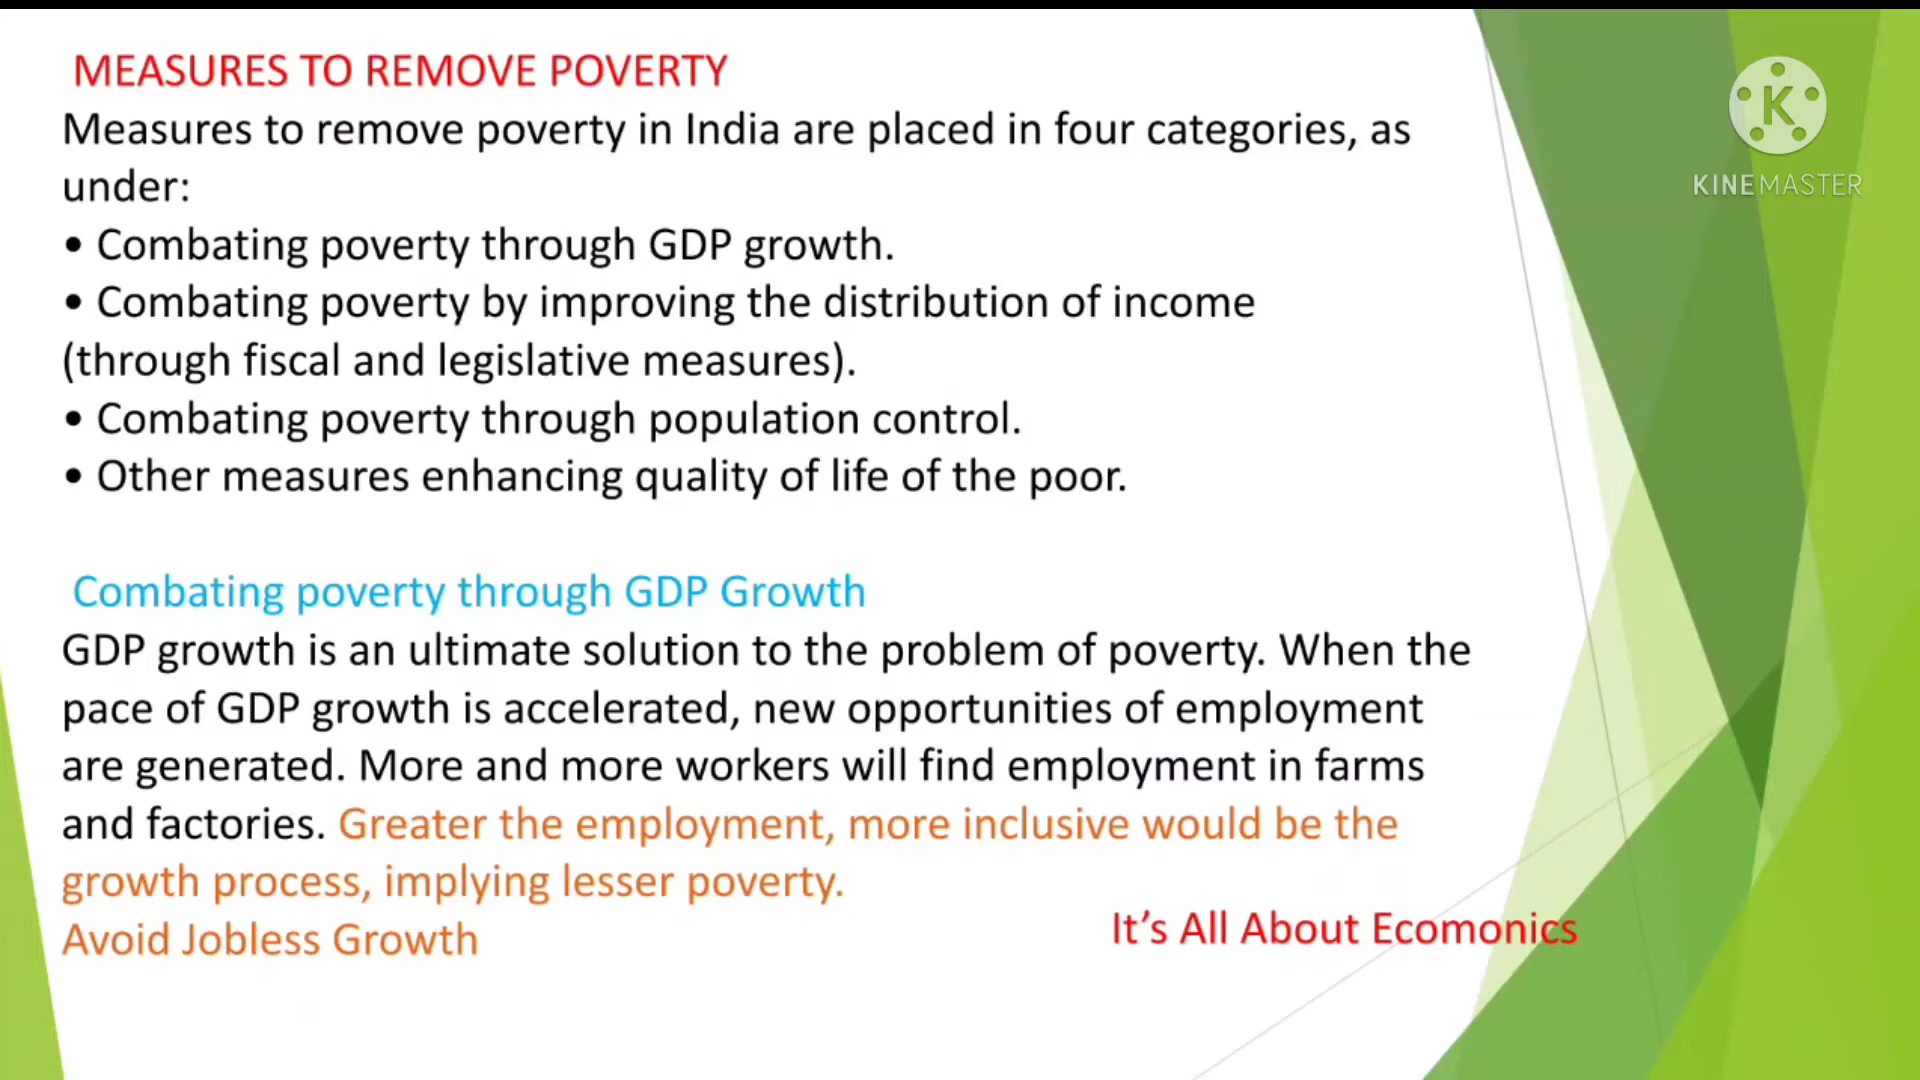 MEASURES TO REMOVE POVERTY
Measures to remove poverty in India are placed in four categories, as
under:
• Combating poverty through GDP growth.
• Combating poverty by improving the distribution of income
(through fiscal and legislative measures).
• Combating poverty through population control.
• Other measures enhancing quality of life of the poor.
Combating poverty through GDP Growth
GDP growth is an ultimate solution to the problem of poverty. When the
pace of GDP growth is accelerated, new opportunities of employment
are generated. More and more workers will find employment in farms
and factories. Greater the employment, more inclusive would be the
growth process, implying lesser poverty.
Avoid Jobless Growth
It’s All About Ecomonics
K
KINEMASTER